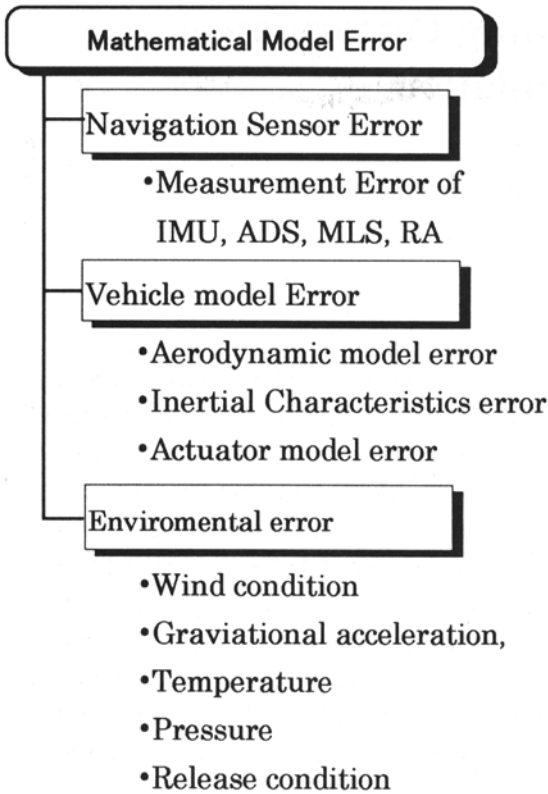 Mathematical Model Error
Navigation Sensor Error
•Measurement Error of
IMU, ADS, MLS, RA
Vehicle model Error
•Aerodynamic model error
•Inertial Characteristics error
•Actuator model error
Enviromental error
•Wind condition
•Graviational acceleration,
•Temperature
•Pressure
•Release condition